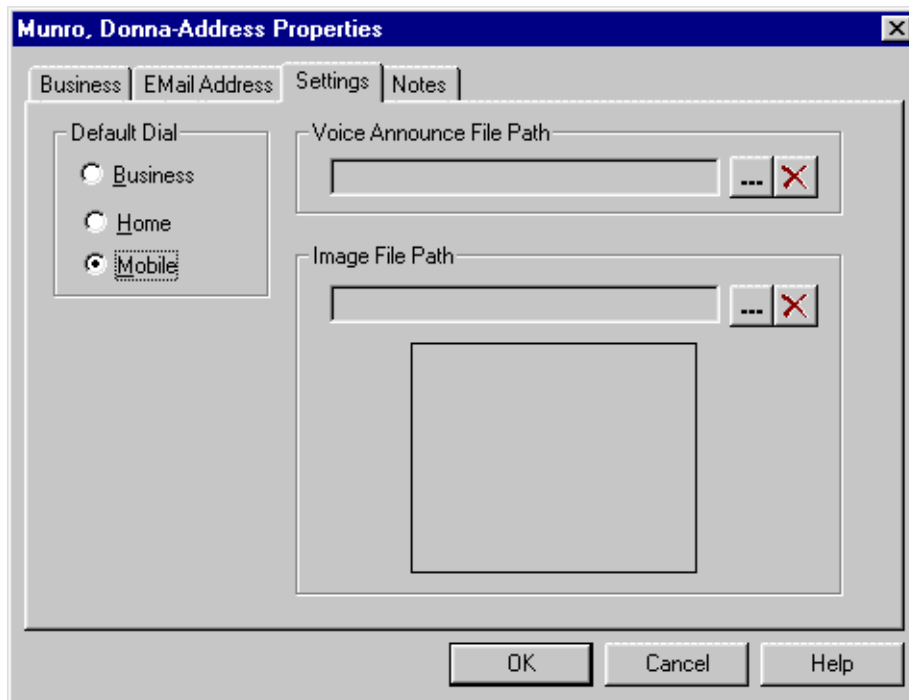 Munro, Donna-Address Properties
Business EMail Address Settings Notes
Default Dial
Business
Home
Mobile
Voice Announce File Path
...
Image File Path
...
OK Cancel Help